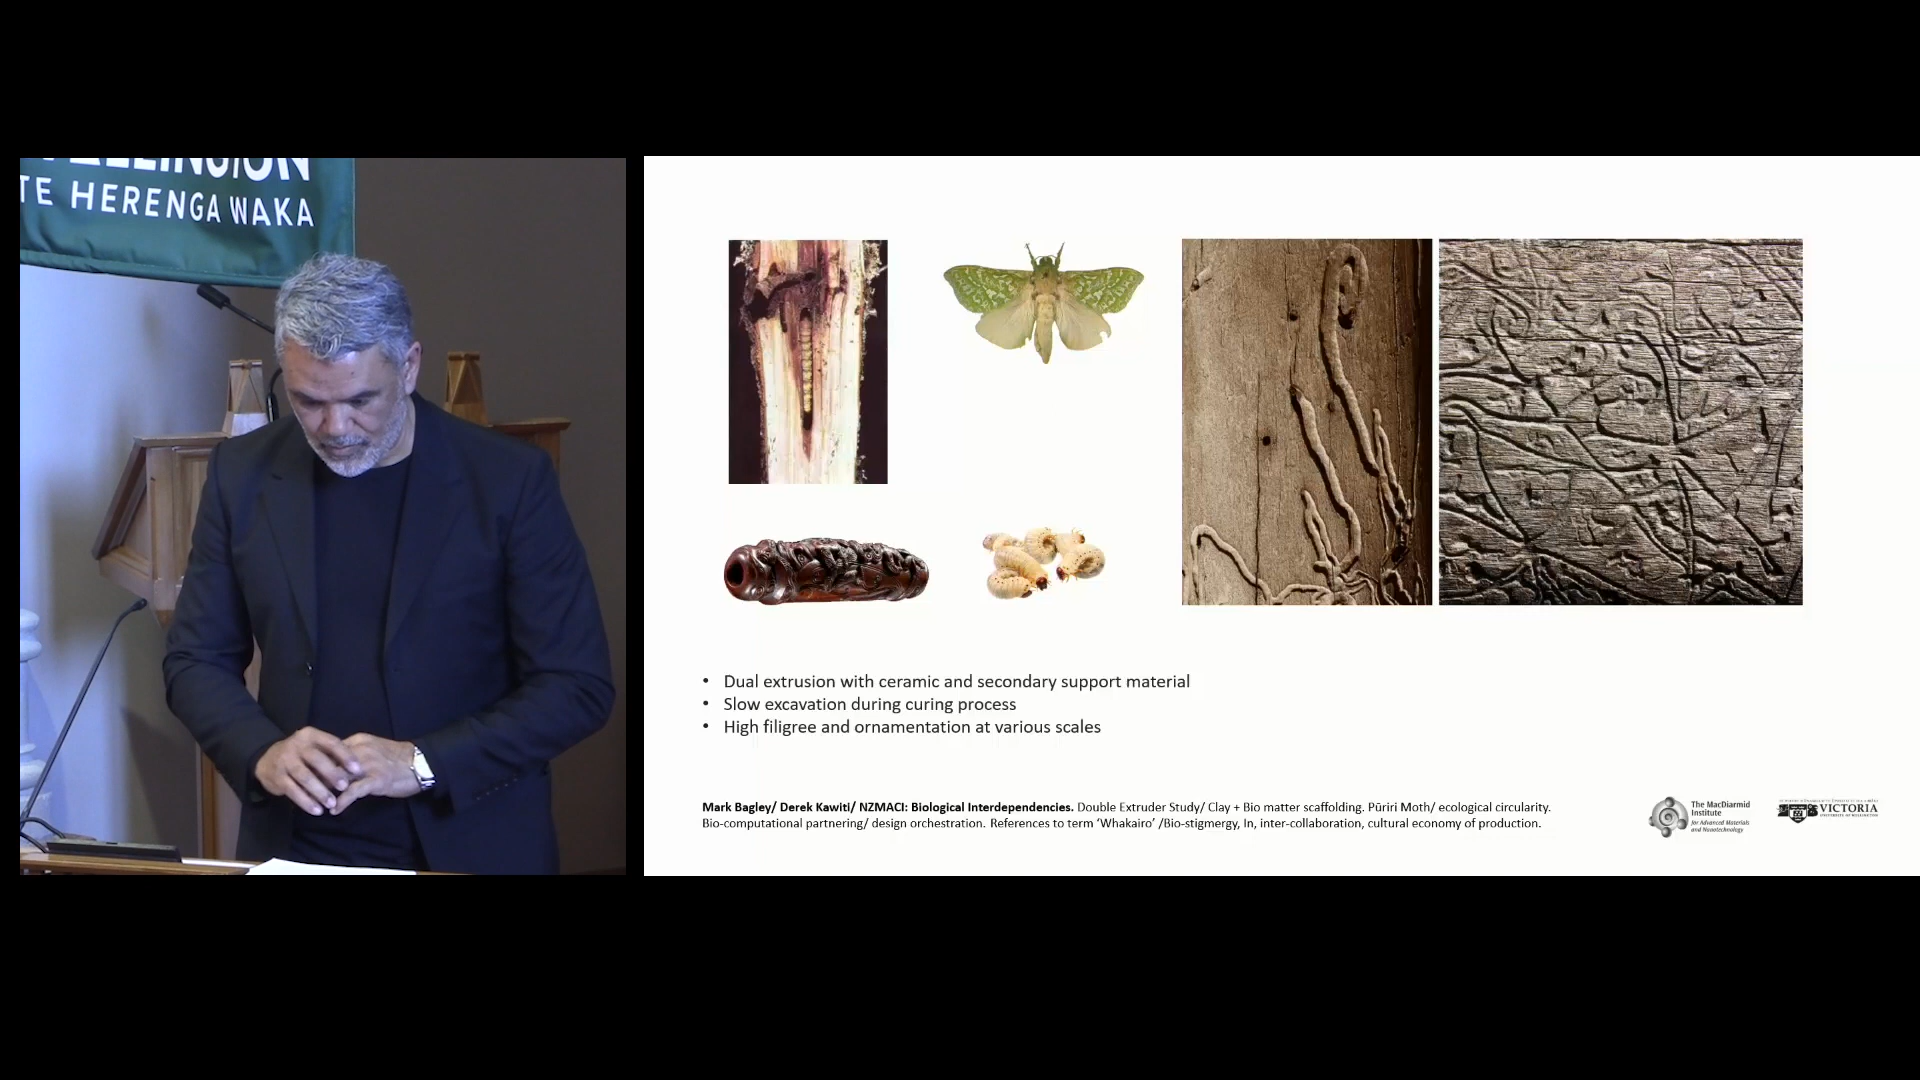 TE HERENGA WAKA
• Dual extrusion with ceramic and secondary support material
• Slow excavation during curing process
• High filigree and ornamentation at various scales
Mark Bagley/ Derek Kawiti/ NZMACI: Biological Interdependencies. Double Extruder Study/ Clay + Bio matter scaffolding. Pūriri Moth/ ecological circularity.
Bio-computational partnering/ design orchestration. References to term ‘Whakairo’ /Bio-stigmergy, In, inter-collaboration, cultural economy of production.
The MacDiarmid
Institute
for Advanced Materials
and Nanotechnology
VICTORIA
UNIVERSITY OF WELLINGTON